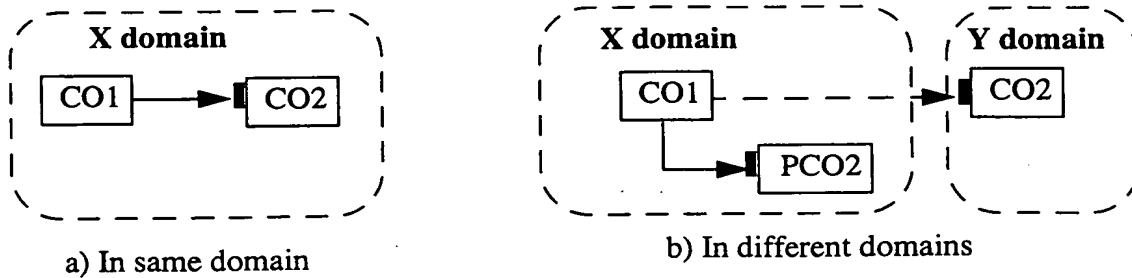 X domain
CO1
CO2
a) In same domain
X domain
Y domain
CO1
CO2
PCO2
b) In different domains